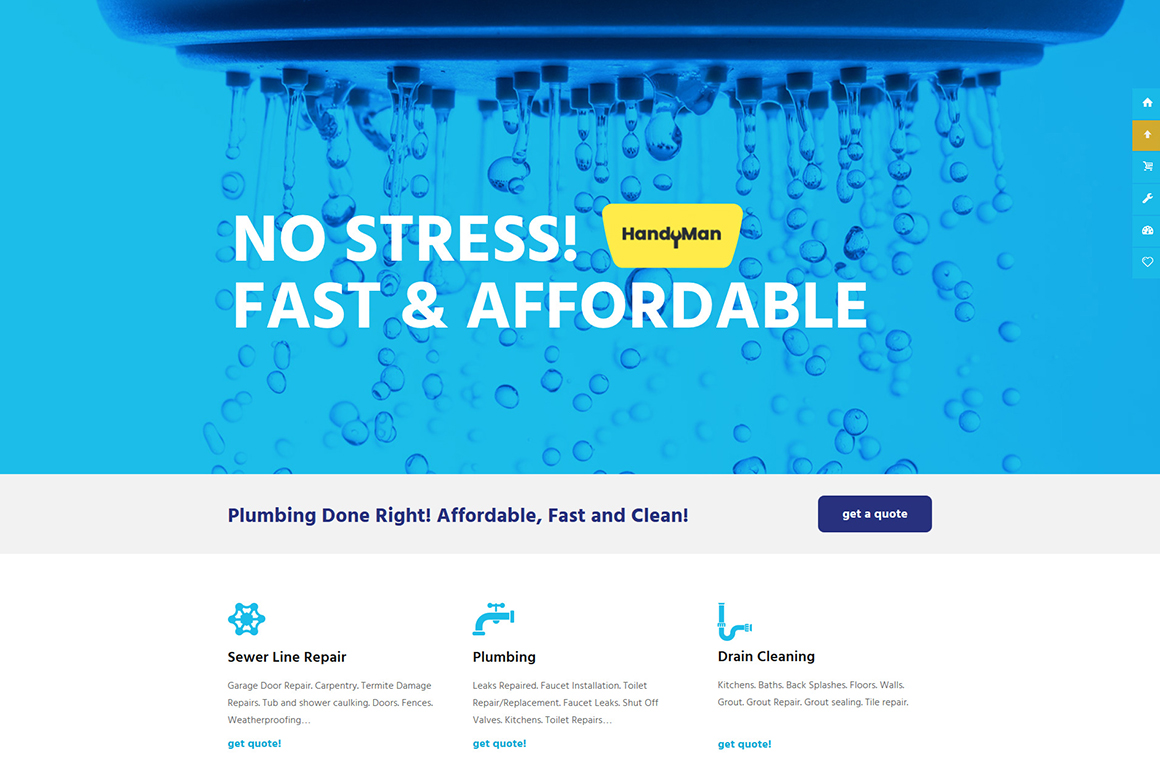 NO STRESS! HandyMan
FAST & AFFORDABLE
Plumbing Done Right! Affordable, Fast and Clean!
get a quote
Sewer Line Repair
Garage Door Repair. Carpentry. Termite Damage
Repairs. Tub and shower caulking. Doors. Fences.
Weatherproofing…
get quote!
Plumbing
Leaks Repaired. Faucet Installation. Toilet
Repair/Replacement. Faucet Leaks. Shut Off
Valves. Kitchens. Toilet Repairs…
get quote!
Drain Cleaning
Kitchens. Baths. Back Splashes. Floors. Walls.
Grout. Grout Repair. Grout sealing. Tile repair.
get quote!